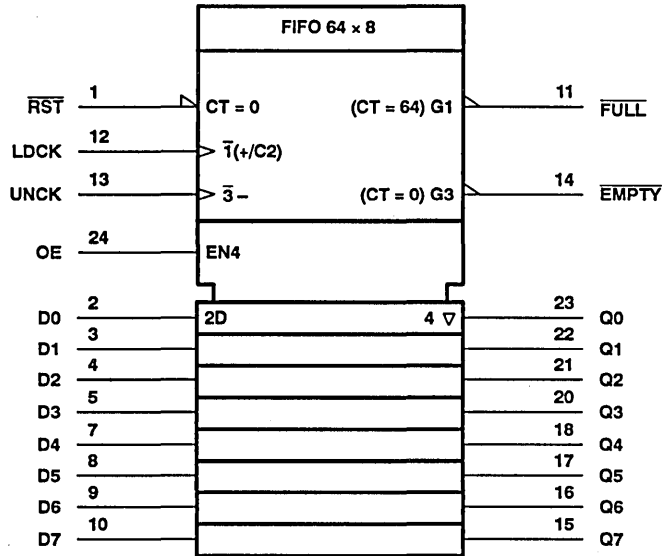 FIFO 64 × 8
RST 1 CT = 0 (CT = 64) G1 11 FULL
LDCK 12 1(+/C2)
UNCK 13 3 – (CT = 0) G3 14 EMPTY
OE 24 EN4
D0 2 2D 4 ▽ 23 Q0
D1 3 22 Q1
D2 4 21 Q2
D3 5 20 Q3
D4 7 18 Q4
D5 8 17 Q5
D6 9 16 Q6
D7 10 15 Q7